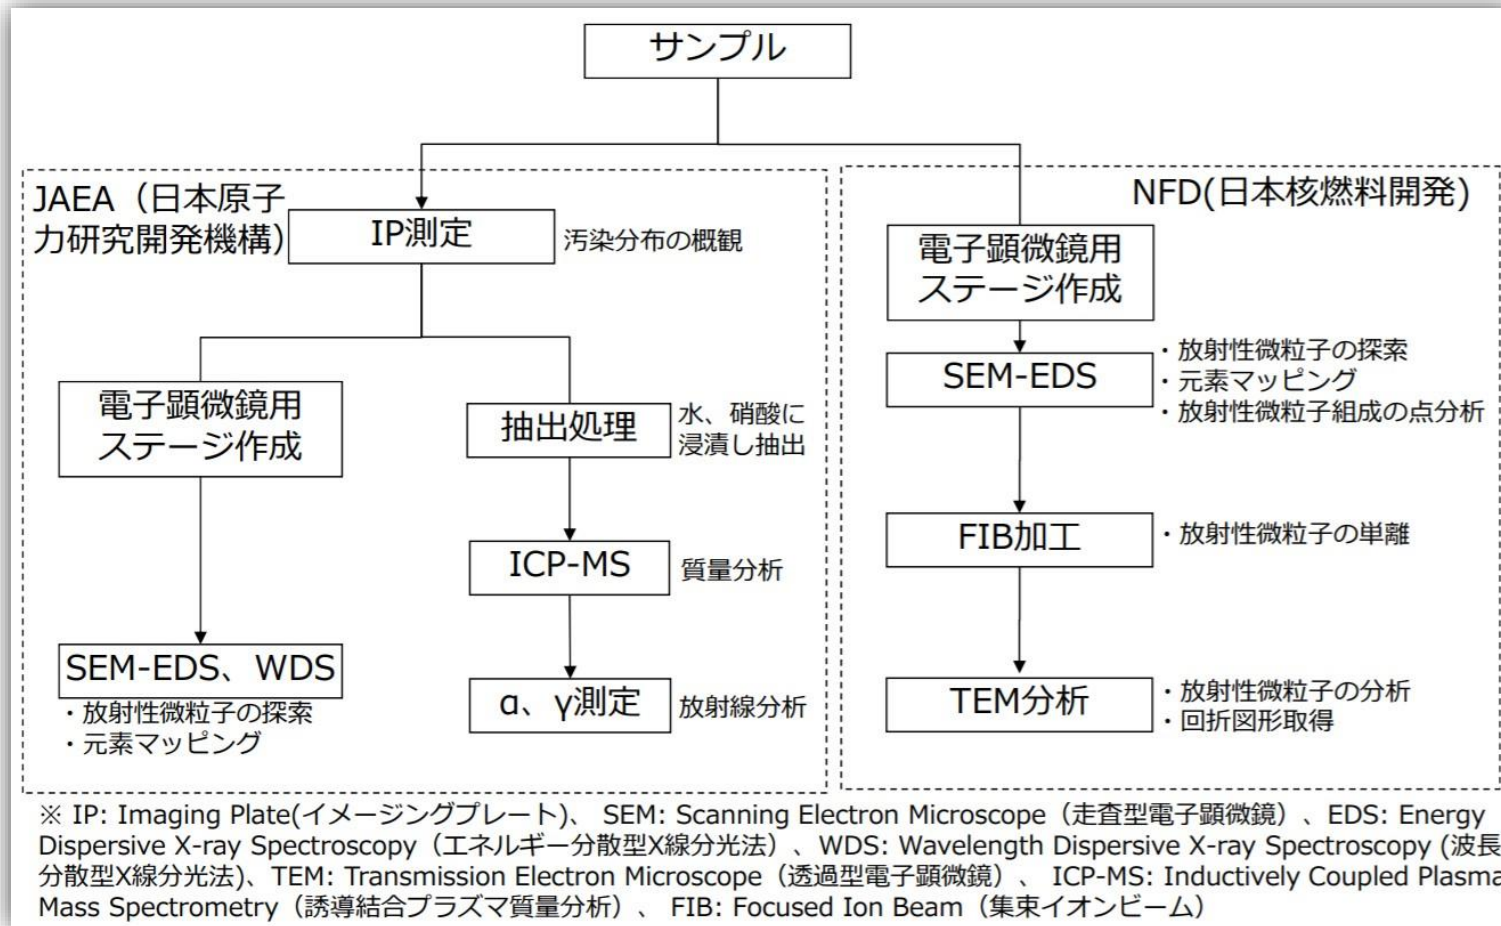 サンプル
JAEA（日本原子
力研究開発機構）
IP測定
汚染分布の概観
電子顕微鏡用
ステージ作成
SEM-EDS、WDS
・放射性微粒子の探索
・元素マッピング
抽出処理
水、硝酸に
浸漬し抽出
ICP-MS
質量分析
α、γ測定
放射線分析
NFD(日本核燃料開発)
電子顕微鏡用
ステージ作成
SEM-EDS
・放射性微粒子の探索
・元素マッピング
・放射性微粒子組成の点分析
FIB加工
・放射性微粒子の単離
TEM分析
・放射性微粒子の分析
・回折図形取得
※ IP: Imaging Plate(イメージングプレート)、 SEM: Scanning Electron Microscope（走査型電子顕微鏡）、EDS: Energy
Dispersive X-ray Spectroscopy（エネルギー分散型X線分光法）、WDS: Wavelength Dispersive X-ray Spectroscopy (波長
分散型X線分光法)、TEM: Transmission Electron Microscope（透過型電子顕微鏡）、 ICP-MS: Inductively Coupled Plasma
Mass Spectrometry（誘導結合プラズマ質量分析）、 FIB: Focused Ion Beam（集束イオンビーム）